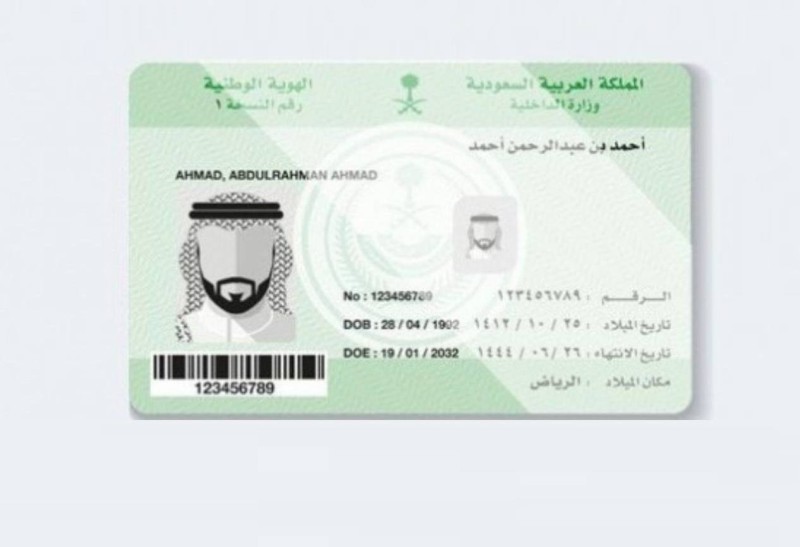 المملكة العربية السعودية
وزارة الداخلية
الهوية الوطنية
رقم النسخة ١
أحمد بن عبدالرحمن أحمد
AHMAD, ABDULRAHMAN AHMAD
الـرقـــم : ١٢٣٤٥٦٧٨٩
No : 123456789
تاريخ الميلاد : ٢٥ / ١٠ / ١٤١٢
DOB : 28 / 04 / 1992
تاريخ الانتهاء : ٢٦ / ٠٦ / ١٤٤٤
DOE : 19 / 01 / 2032
مكان الميلاد : الرياض
123456789